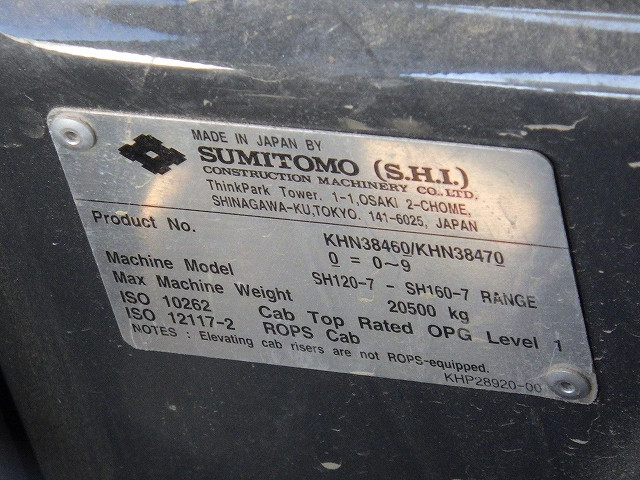 MADE IN JAPAN BY
SUMITOMO (S.H.I.)
CONSTRUCTION MACHINERY CO.,LTD.
ThinkPark Tower. 1-1,OSAKI 2-CHOME,
SHINAGAWA-KU,TOKYO. 141-6025, JAPAN
Product No. KHN38460/KHN38470
0 = 0~9
Machine Model SH120-7 - SH160-7 RANGE
Max Machine Weight 20500 kg
ISO 10262 Cab Top Rated OPG Level 1
ISO 12117-2 ROPS Cab
NOTES : Elevating cab risers are not ROPS-equipped.
KHP28920-00